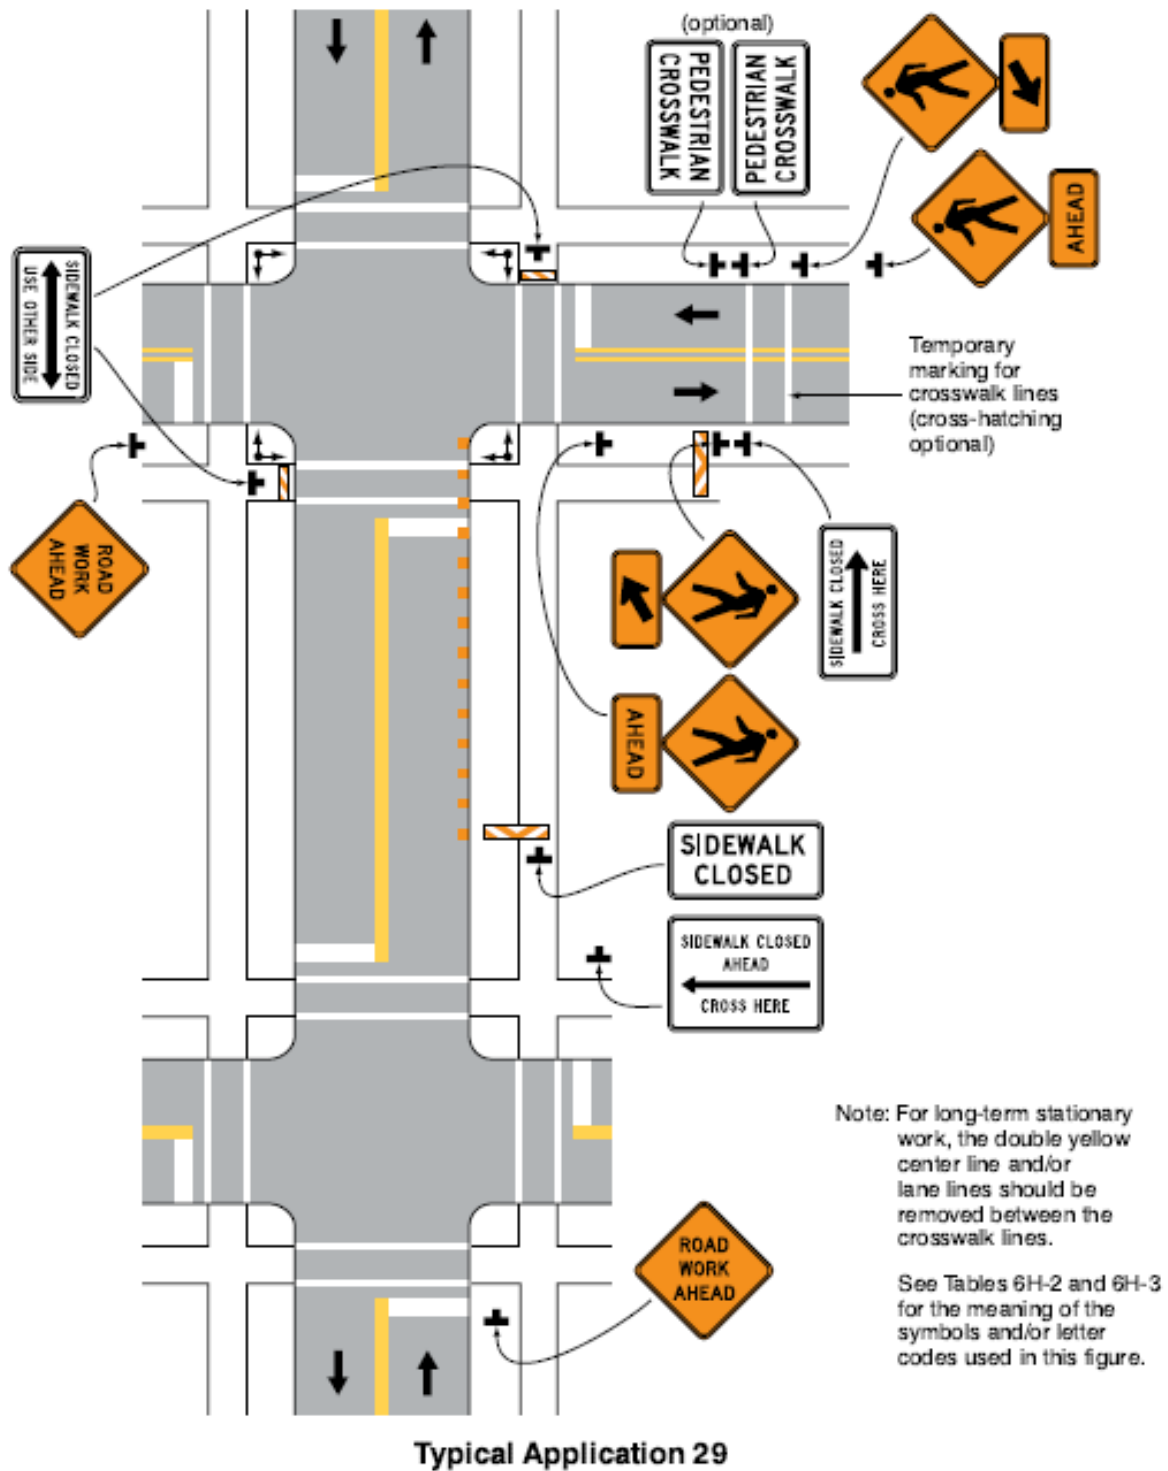 (optional)
PEDESTRIAN
CROSSWALK
PEDESTRIAN
CROSSWALK
AHEAD
SIDEWALK CLOSED
USE OTHER SIDE
Temporary
marking for
crosswalk lines
(cross-hatching
optional)
ROAD
WORK
AHEAD
SIDEWALK CLOSED
CROSS HERE
AHEAD
SIDEWALK
CLOSED
SIDEWALK CLOSED
AHEAD
CROSS HERE
Note: For long-term stationary
work, the double yellow
center line and/or
lane lines should be
removed between the
crosswalk lines.
ROAD
WORK
AHEAD
See Tables 6H-2 and 6H-3
for the meaning of the
symbols and/or letter
codes used in this figure.
Typical Application 29